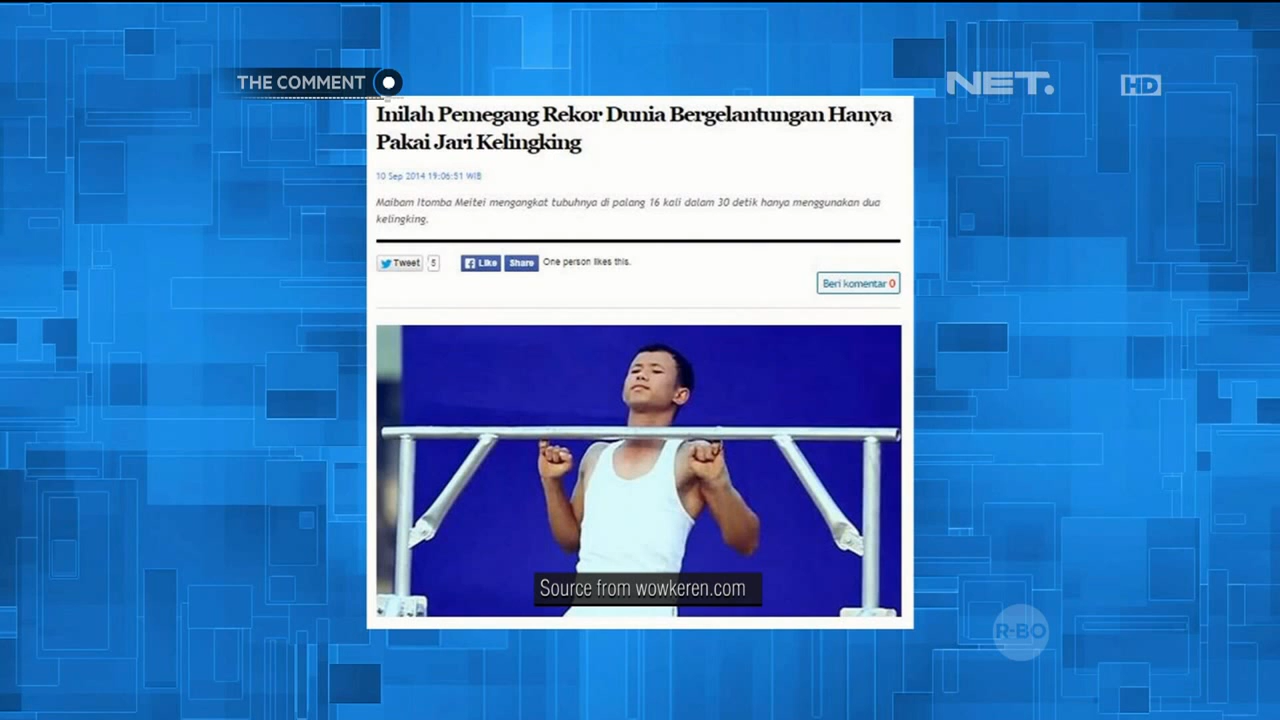 THE COMMENT
NET.
HD
Inilah Pemegang Rekor Dunia Bergelantungan Hanya
Pakai Jari Kelingking
10 Sep 2014 19:06:51 WIB
Maibam Itomba Meitei mengangkat tubuhnya di palang 16 kali dalam 30 detik hanya menggunakan dua
kelingking.
Tweet 5 Like Share One person likes this.
Beri komentar 0
Source from wowkeren.com
R-BO